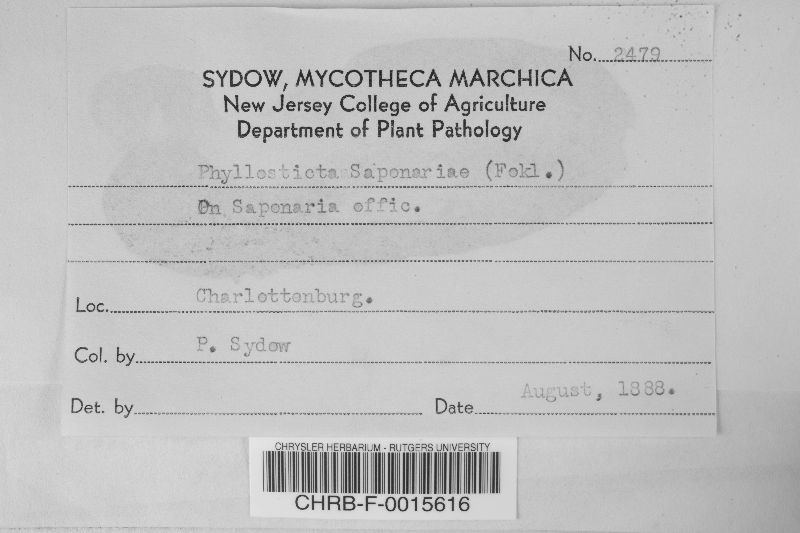 No. 2479
SYDOW, MYCOTHECA MARCHICA
New Jersey College of Agriculture
Department of Plant Pathology
Phyllosticta Saponariae (Fckl.)
On Saponaria offic.
Loc. Charlottenburg.
Col. by P. Sydow
Det. by Date August, 1888.
CHRYSLER HERBARIUM - RUTGERS UNIVERSITY
CHRB-F-0015616